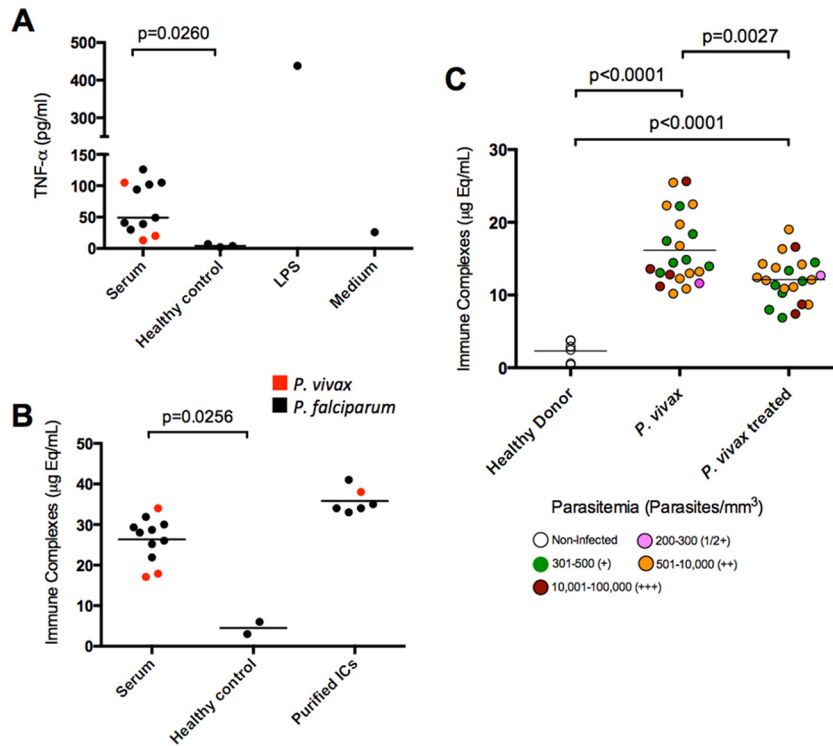 A
p=0.0260
TNF-α (pg/ml)
500
400
300
200
150
100
50
0
Serum
Healthy control
LPS
Medium
P. vivax
P. falciparum
B
p=0.0256
Immune Complexes (µg Eq/mL)
50
40
30
20
10
0
Serum
Healthy control
Purified ICs
C
p=0.0027
p<0.0001
p<0.0001
Immune Complexes (µg Eq/mL)
30
20
10
0
Healthy Donor
P. vivax
P. vivax treated
Parasitemia (Parasites/mm³)
Non-Infected
200-300 (1/2+)
301-500 (+)
501-10,000 (++)
10,001-100,000 (+++)